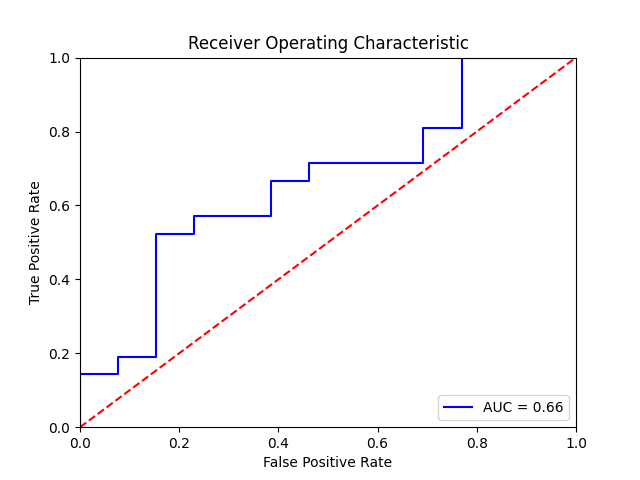 Receiver Operating Characteristic
True Positive Rate
1.0
0.8
0.6
0.4
0.2
0.0
AUC = 0.66
0.0 0.2 0.4 0.6 0.8 1.0
False Positive Rate